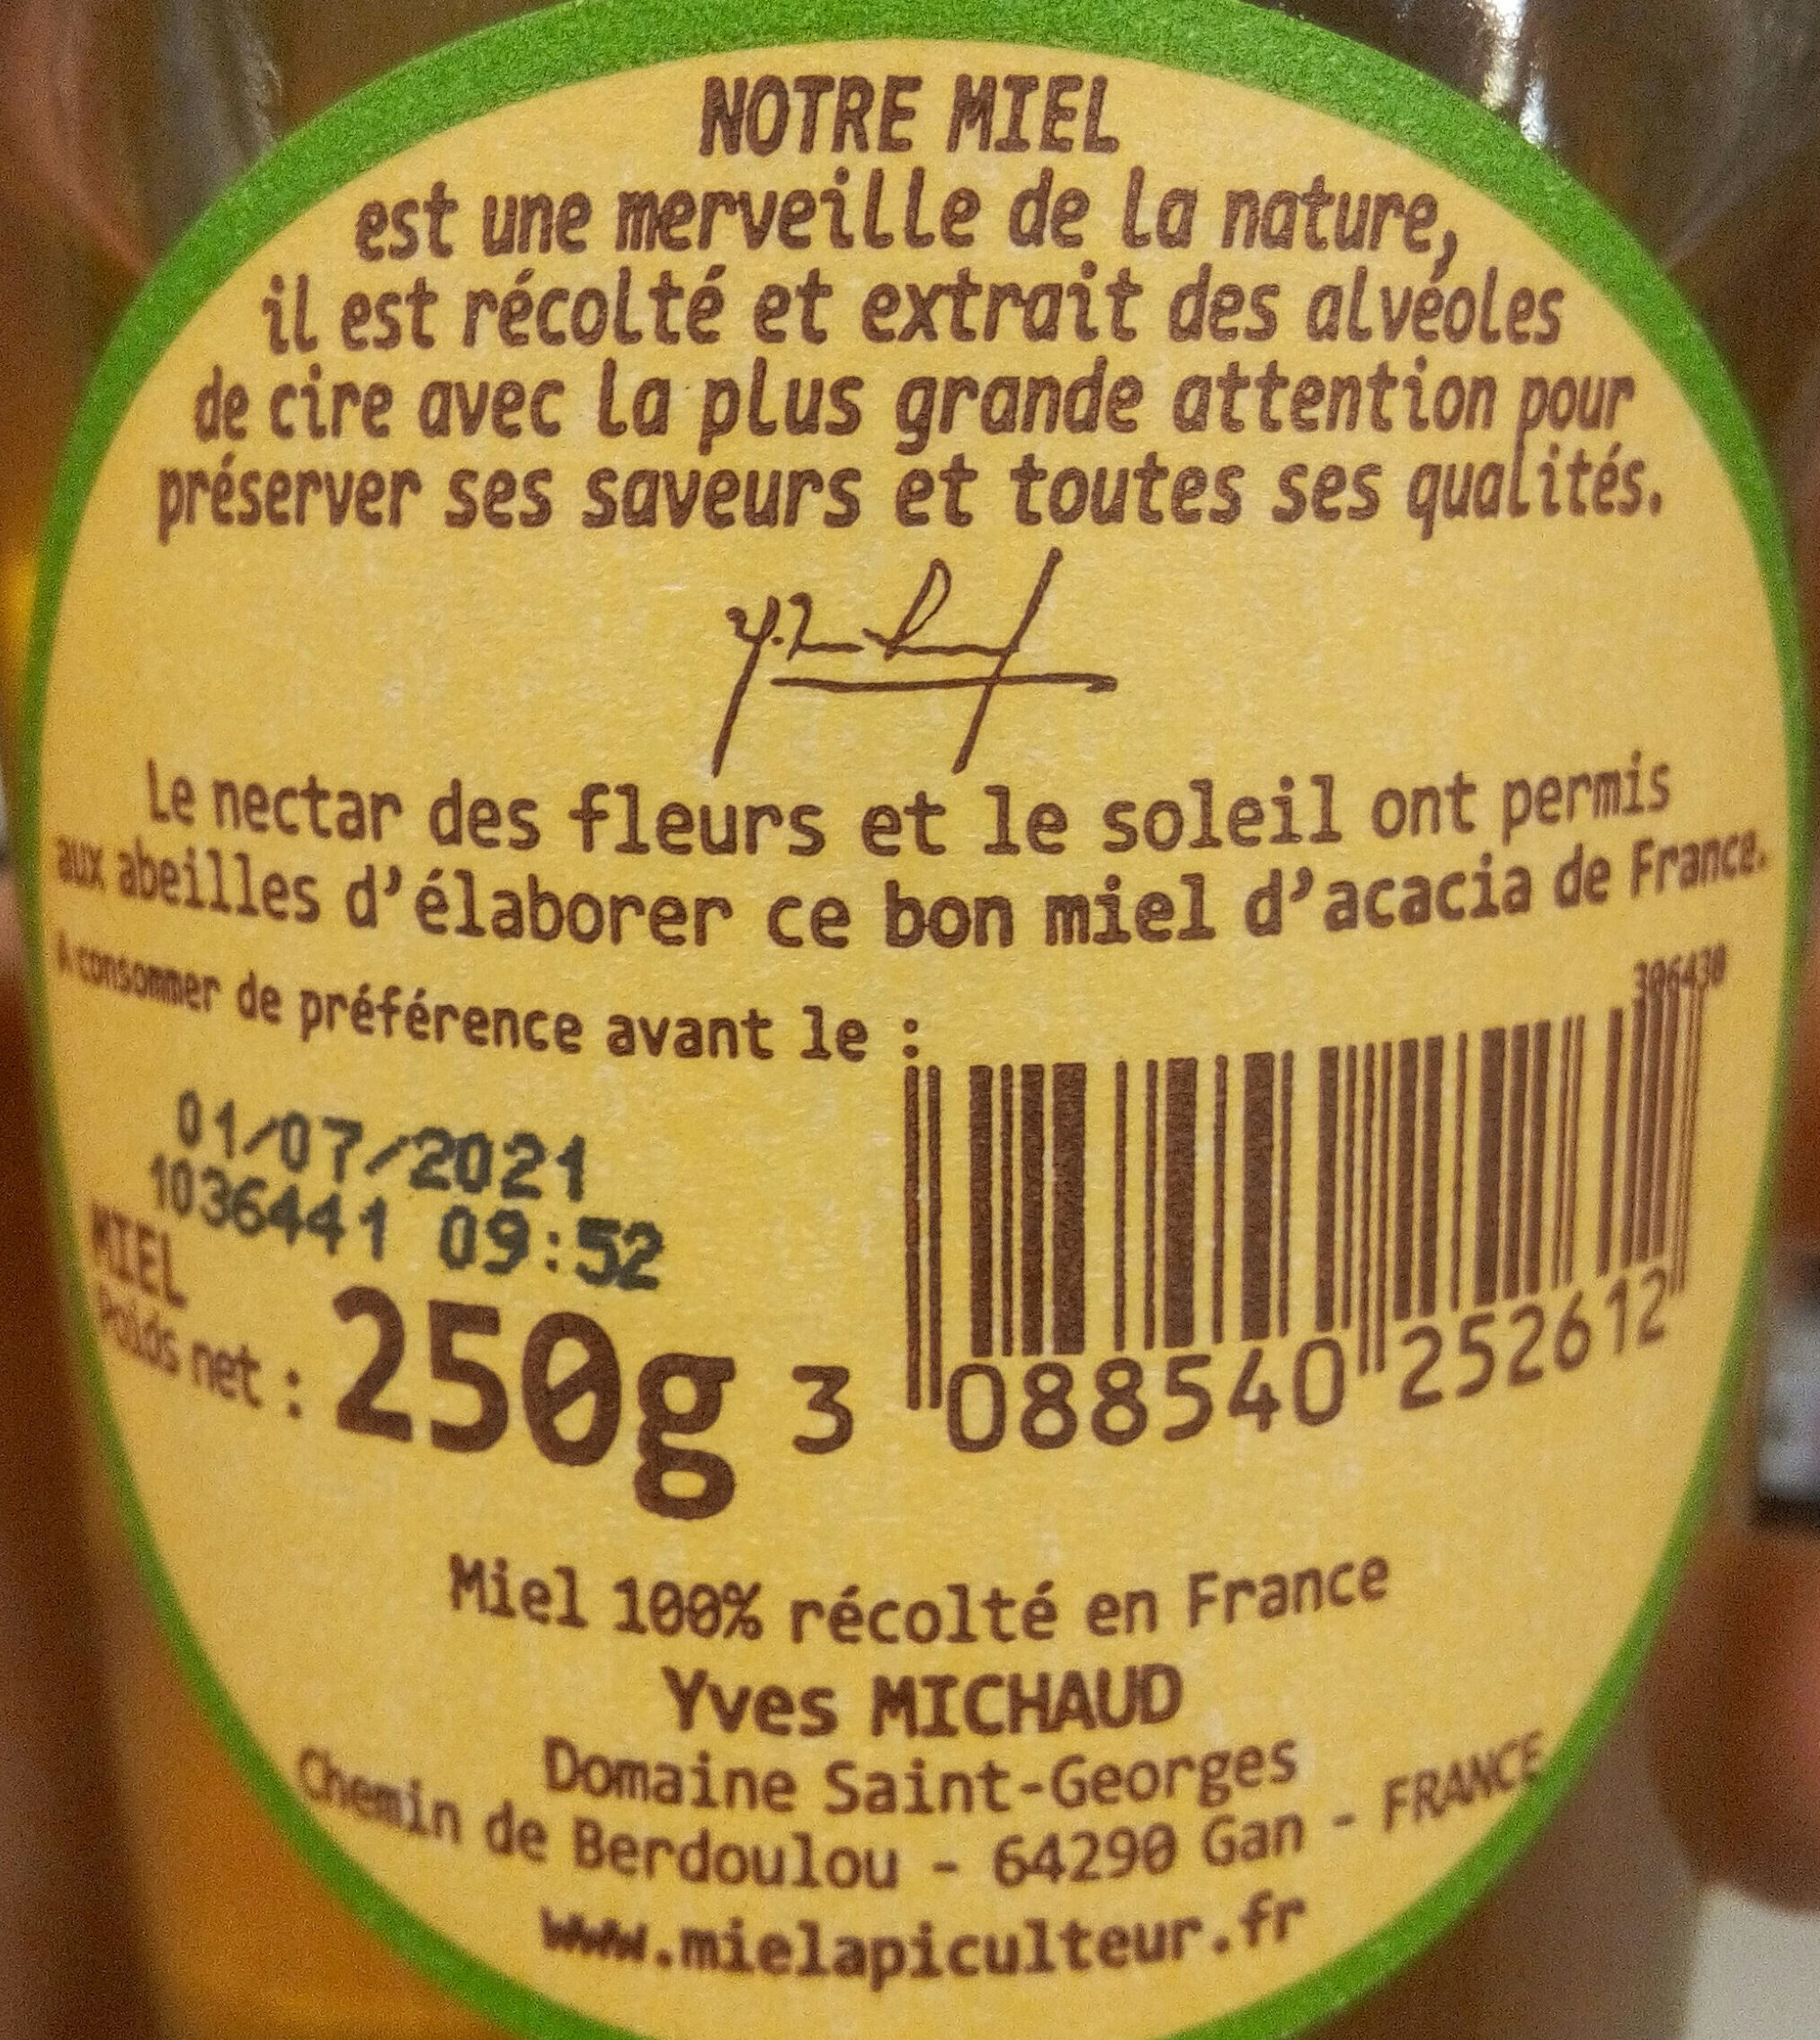 NOTRE MIEL
est une merveille de la nature,
il est récolté et extrait des alvéoles
de cire avec la plus grande attention pour
préserver ses saveurs et toutes ses qualités.
Le nectar des fleurs et le soleil ont permis
aux abeilles d'élaborer ce bon miel d'acacia de France.
A consommer de préférence avant le :
306430
01/07/2021
1036441 09:52
MIEL
Poids net : 250g
3 088540 252612
Miel 100% récolté en France
Yves MICHAUD
Domaine Saint-Georges
Chemin de Berdoulou - 64290 Gan - FRANCE
www.mielapiculteur.fr